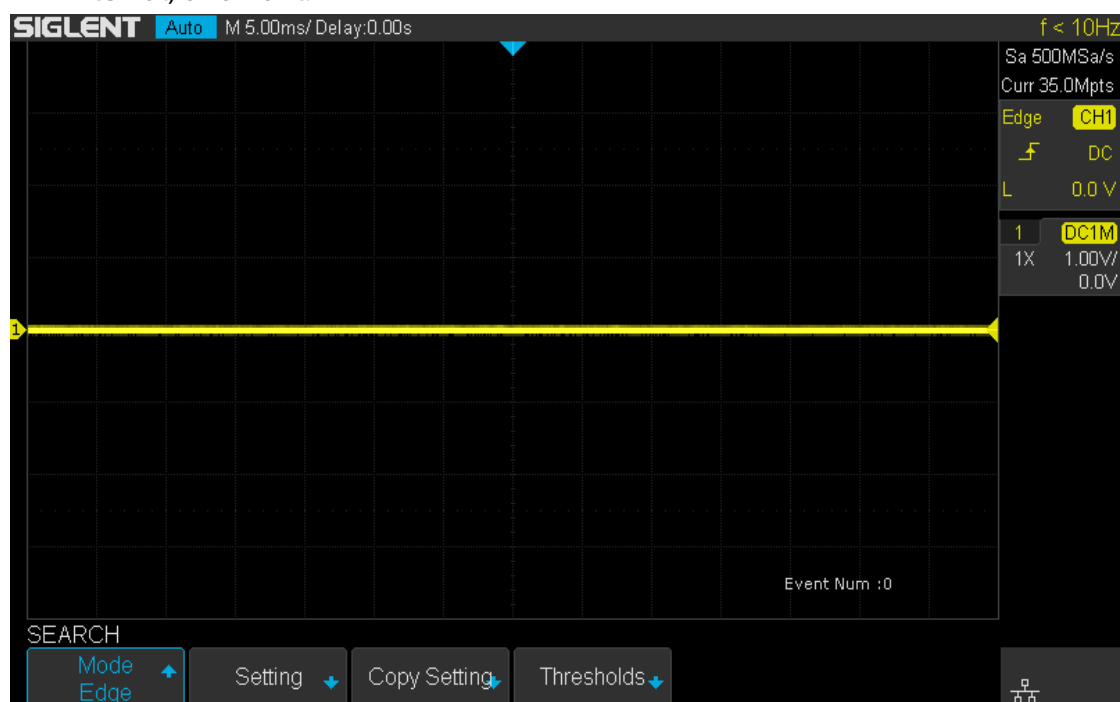 SIGLENT Auto M 5.00ms/ Delay:0.00s f < 10Hz
Sa 500MSa/s
Curr 35.0Mpts
Edge CH1
DC
L 0.0 V
1 DC1M
1X 1.00V/
0.0V
1
Event Num :0
SEARCH
Mode
Edge
Setting
Copy Setting
Thresholds